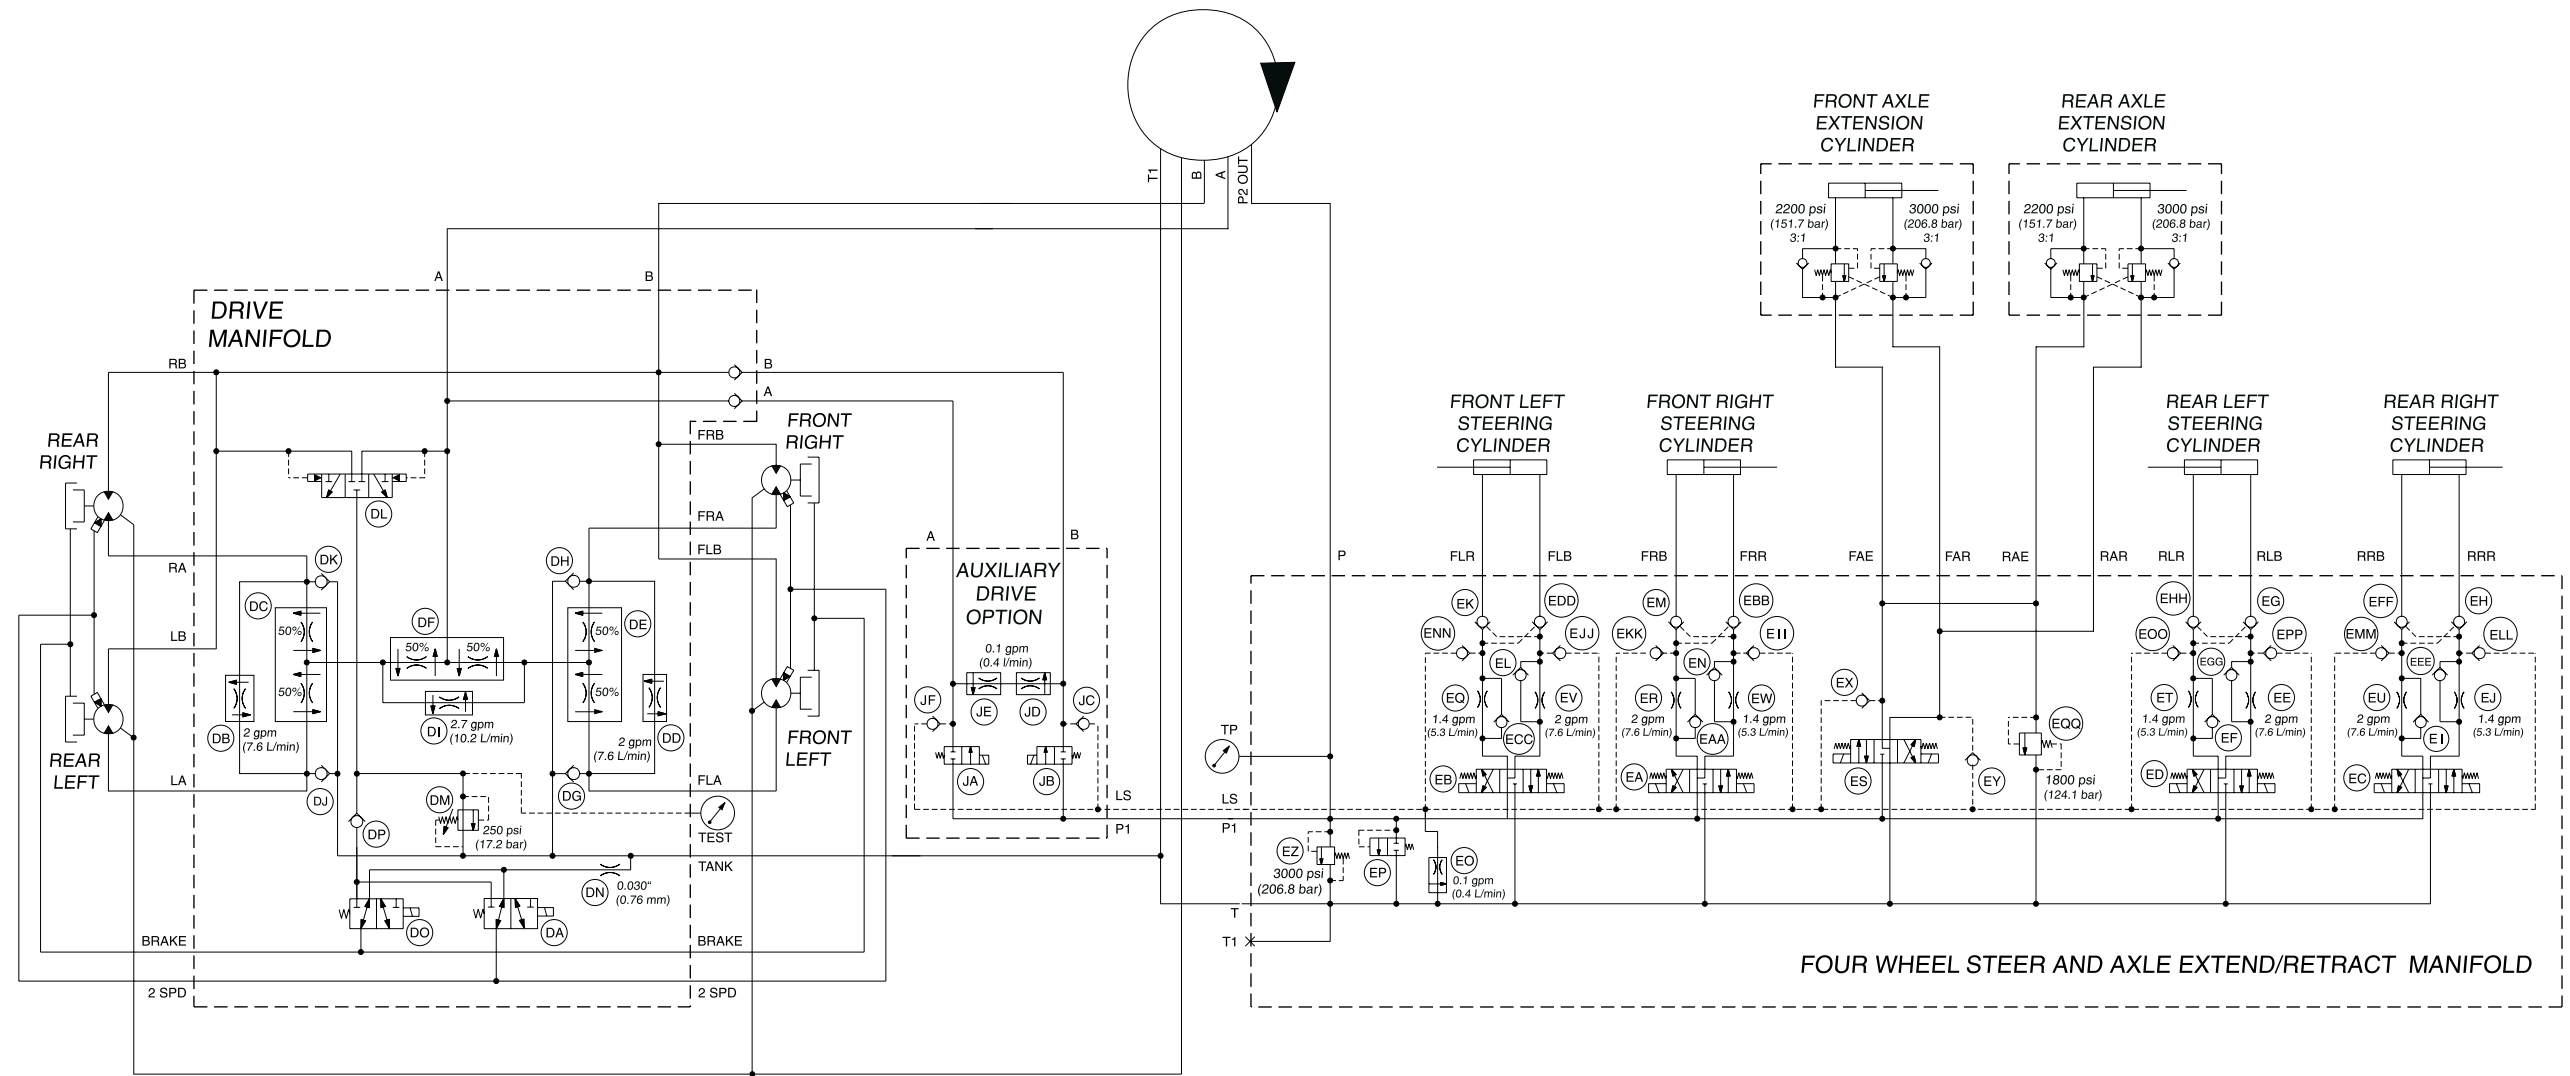 T1
B
A
P2 OUT
FRONT AXLE
EXTENSION
CYLINDER
REAR AXLE
EXTENSION
CYLINDER
2200 psi
(151.7 bar)
3:1
3000 psi
(206.8 bar)
3:1
2200 psi
(151.7 bar)
3:1
3000 psi
(206.8 bar)
3:1
A
B
DRIVE
MANIFOLD
RB
B
A
FRB
FRONT
RIGHT
REAR
RIGHT
DL
FRA
FLB
RA
DK
DH
DC
DF
DE
50%
50%
50%
50%
50%
50%
LB
DB
2 gpm
(7.6 L/min)
DI
2.7 gpm
(10.2 L/min)
2 gpm
(7.6 L/min)
DD
FRONT
LEFT
REAR
LEFT
LA
DJ
DG
FLA
DM
250 psi
(17.2 bar)
DP
TEST
TANK
DN
0.030“
(0.76 mm)
DO
DA
BRAKE
BRAKE
2 SPD
2 SPD
A
B
AUXILIARY
DRIVE
OPTION
0.1 gpm
(0.4 l/min)
JF
JE
JD
JC
JA
JB
LS
P1
FRONT LEFT
STEERING
CYLINDER
FRONT RIGHT
STEERING
CYLINDER
REAR LEFT
STEERING
CYLINDER
REAR RIGHT
STEERING
CYLINDER
P
FLR
FLB
FRB
FRR
FAE
FAR
RAE
RAR
RLR
RLB
RRB
RRR
EK
EDD
EM
EBB
EHH
EG
EFF
EH
ENN
EJJ
EKK
EII
EOO
EPP
EMM
ELL
EL
EN
EGG
EEE
EQ
1.4 gpm
(5.3 L/min)
EV
2 gpm
(7.6 L/min)
ER
2 gpm
(7.6 L/min)
EW
1.4 gpm
(5.3 L/min)
EX
EQQ
ET
1.4 gpm
(5.3 L/min)
EE
2 gpm
(7.6 L/min)
EU
2 gpm
(7.6 L/min)
EJ
1.4 gpm
(5.3 L/min)
ECC
EAA
EF
EI
TP
EB
EA
ES
EY
1800 psi
(124.1 bar)
ED
EC
LS
P1
EZ
3000 psi
(206.8 bar)
EP
EO
0.1 gpm
(0.4 L/min)
T
T1
FOUR WHEEL STEER AND AXLE EXTEND/RETRACT MANIFOLD